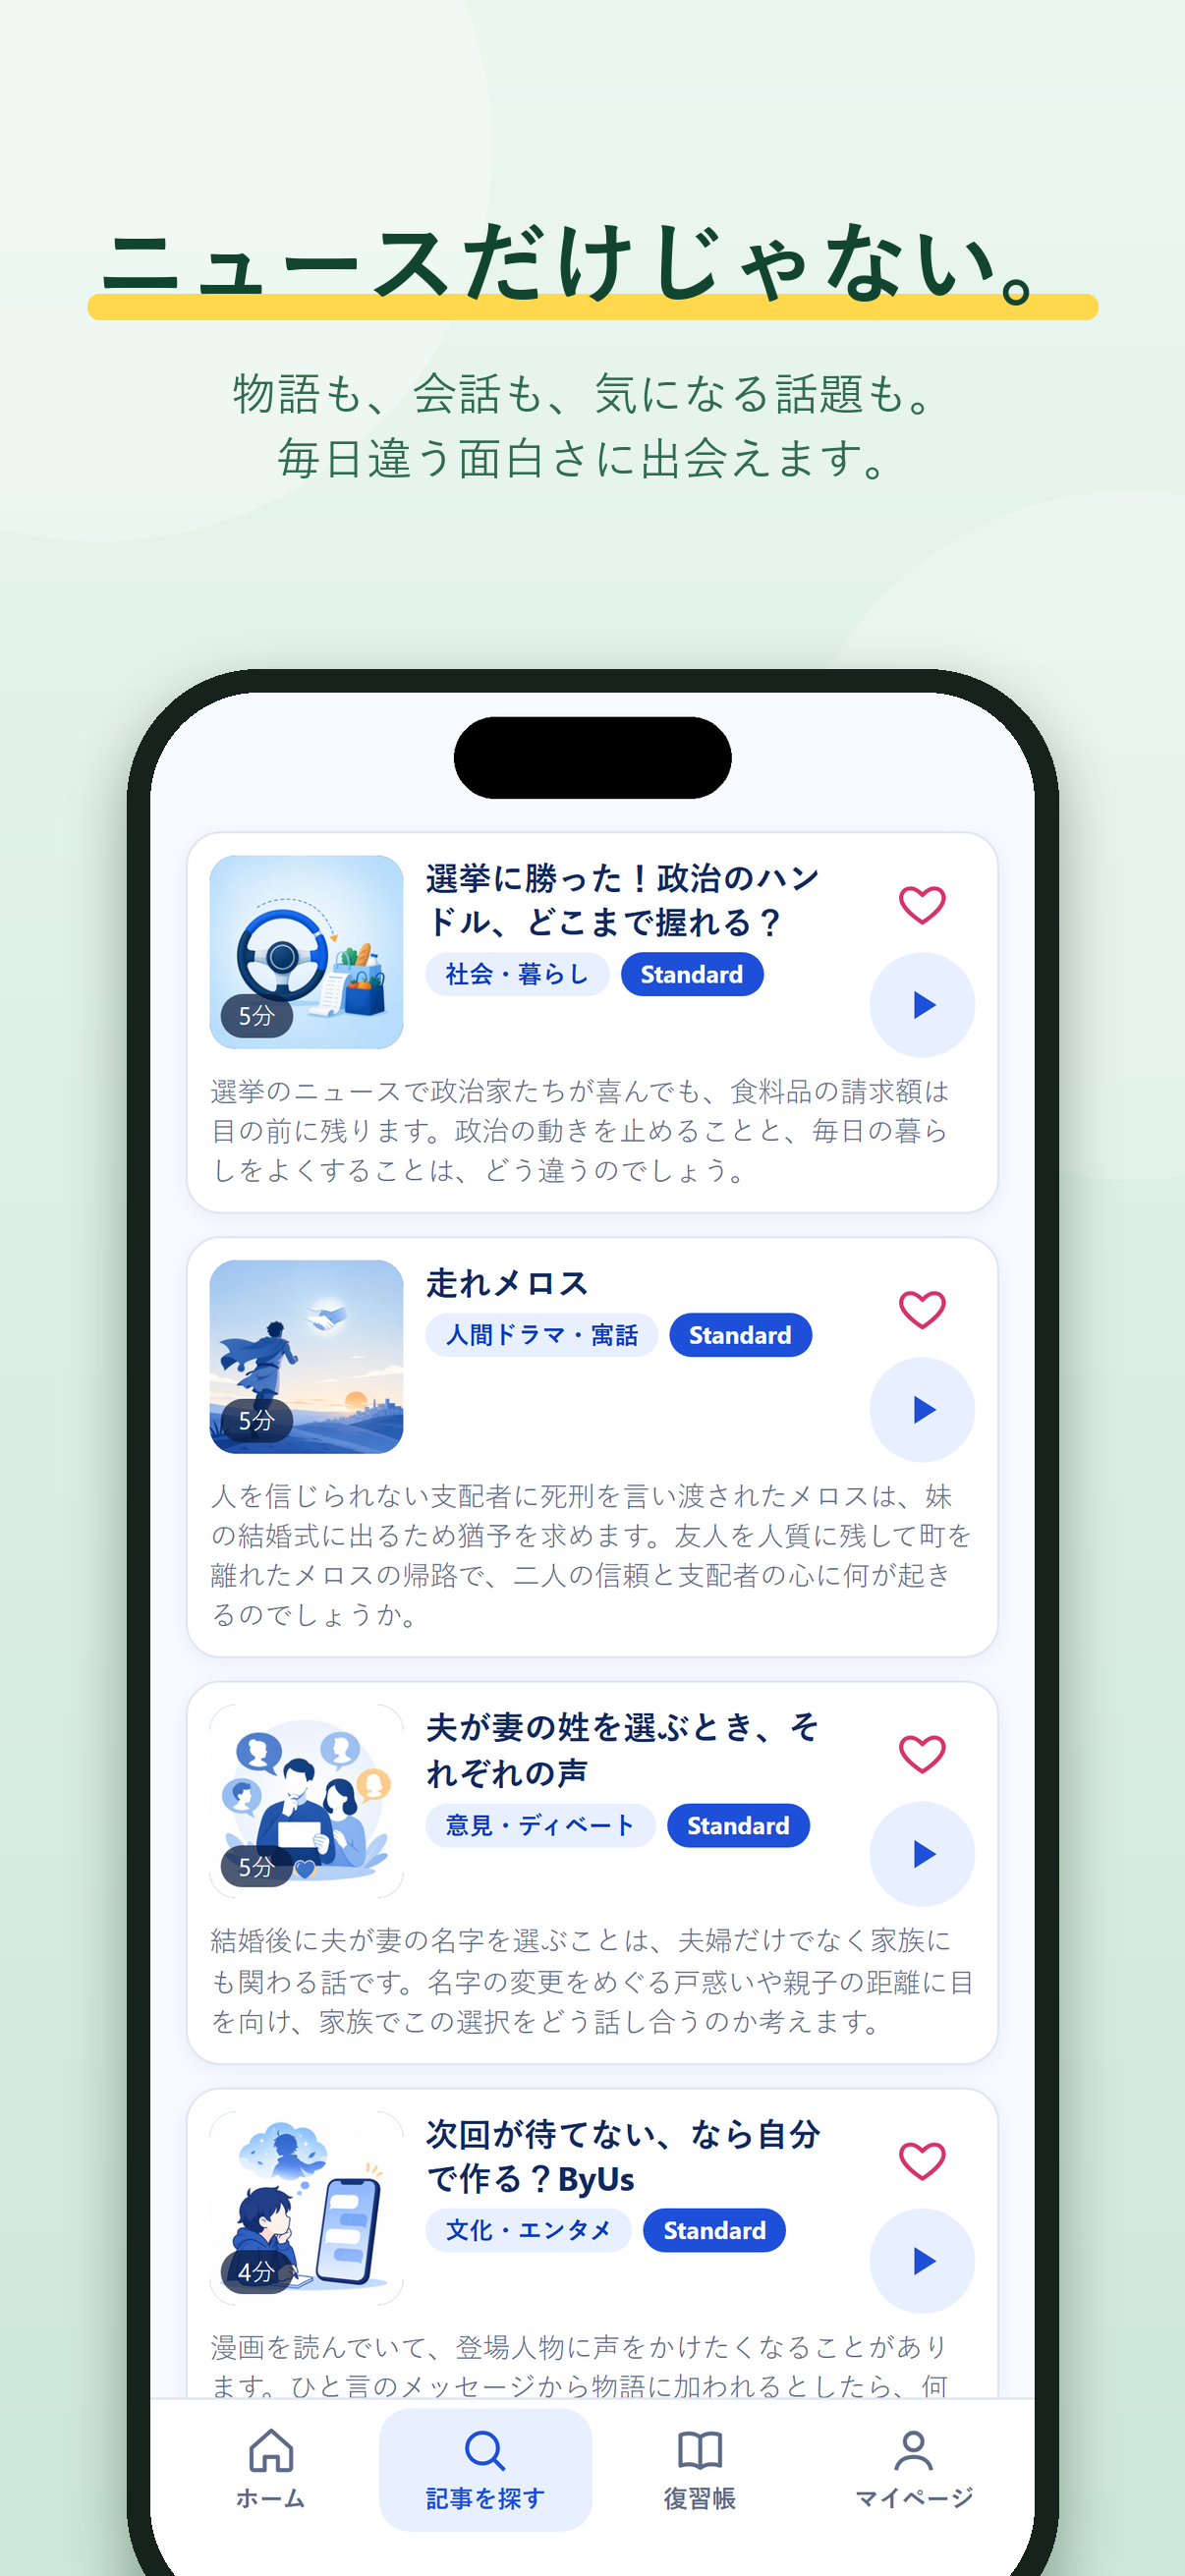 ニュースだけじゃない。
物語も、会話も、気になる話題も。
毎日違う面白さに出会えます。
選挙に勝った！政治のハン
ドル、どこまで握れる？
社会・暮らし Standard
5分
選挙のニュースで政治家たちが喜んでも、食料品の請求額は
目の前に残ります。政治の動きを止めることと、毎日の暮ら
しをよくすることは、どう違うのでしょう。
走れメロス
人間ドラマ・寓話 Standard
5分
人を信じられない支配者に死刑を言い渡されたメロスは、妹
の結婚式に出るため猶予を求めます。友人を人質に残して町を
離れたメロスの帰路で、二人の信頼と支配者の心に何が起き
るのでしょうか。
夫が妻の姓を選ぶとき、そ
れぞれの声
意見・ディベート Standard
5分
結婚後に夫が妻の名字を選ぶことは、夫婦だけでなく家族に
も関わる話です。名字の変更をめぐる戸惑いや親子の距離に目
を向け、家族でこの選択をどう話し合うのか考えます。
次回が待てない、なら自分
で作る？ByUs
文化・エンタメ Standard
4分
漫画を読んでいて、登場人物に声をかけたくなることがあり
ます。ひと言のメッセージから物語に加われるとしたら、何
ホーム 記事を探す 復習帳 マイページ